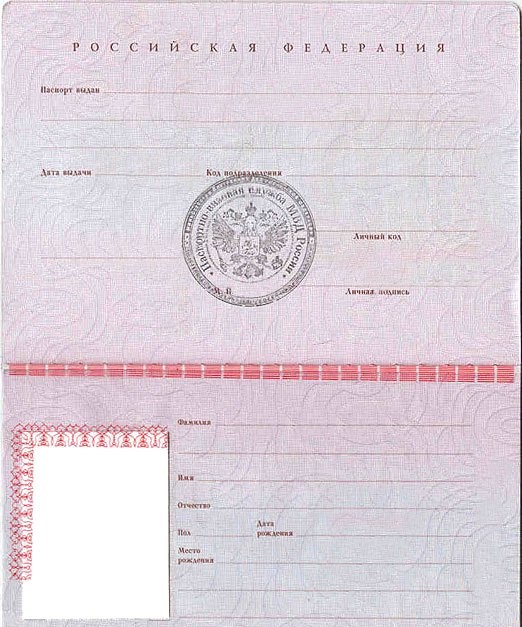 РОССИЙСКАЯ ФЕДЕРАЦИЯ
Паспорт выдан
Дата выдачи Код подразделения
Паспортно-визовая служба МВД России
Личный код
М. П. Личная подпись
Фамилия
Имя
Отчество
Пол Дата рождения
Место рождения